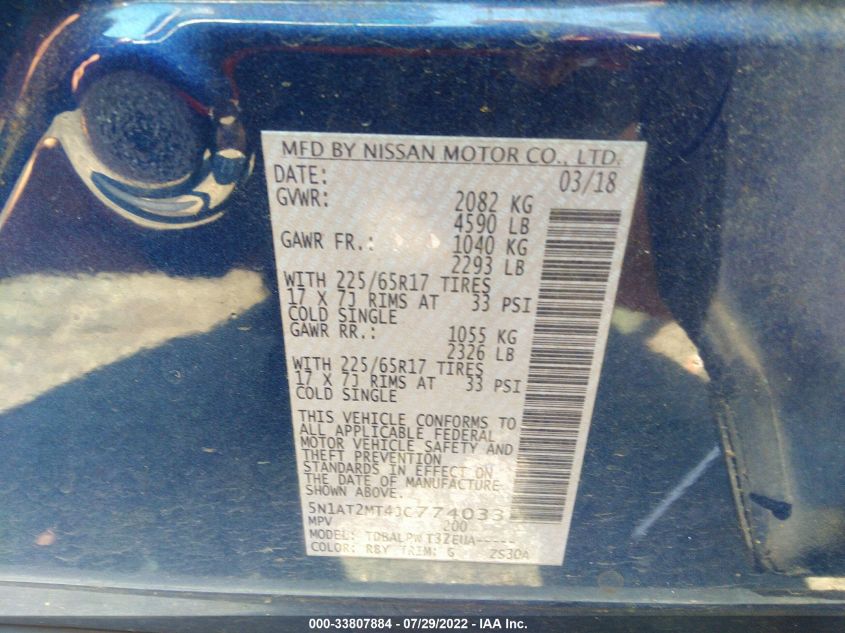 MFD BY NISSAN MOTOR CO., LTD.
DATE: 03/18
GVWR: 2082 KG
4590 LB
GAWR FR.: 1040 KG
2293 LB
WITH 225/65R17 TIRES
17 X 7J RIMS AT 33 PSI
COLD SINGLE
GAWR RR.: 1055 KG
2326 LB
WITH 225/65R17 TIRES
17 X 7J RIMS AT 33 PSI
COLD SINGLE
THIS VEHICLE CONFORMS TO
ALL APPLICABLE FEDERAL
MOTOR VEHICLE SAFETY AND
THEFT PREVENTION
STANDARDS IN EFFECT ON
THE DATE OF MANUFACTURE
SHOWN ABOVE.
MPV 200
MODEL:
COLOR: RBY TRIM: G ZS30A
000-33807884 / 07/29/2022 - IAA Inc.